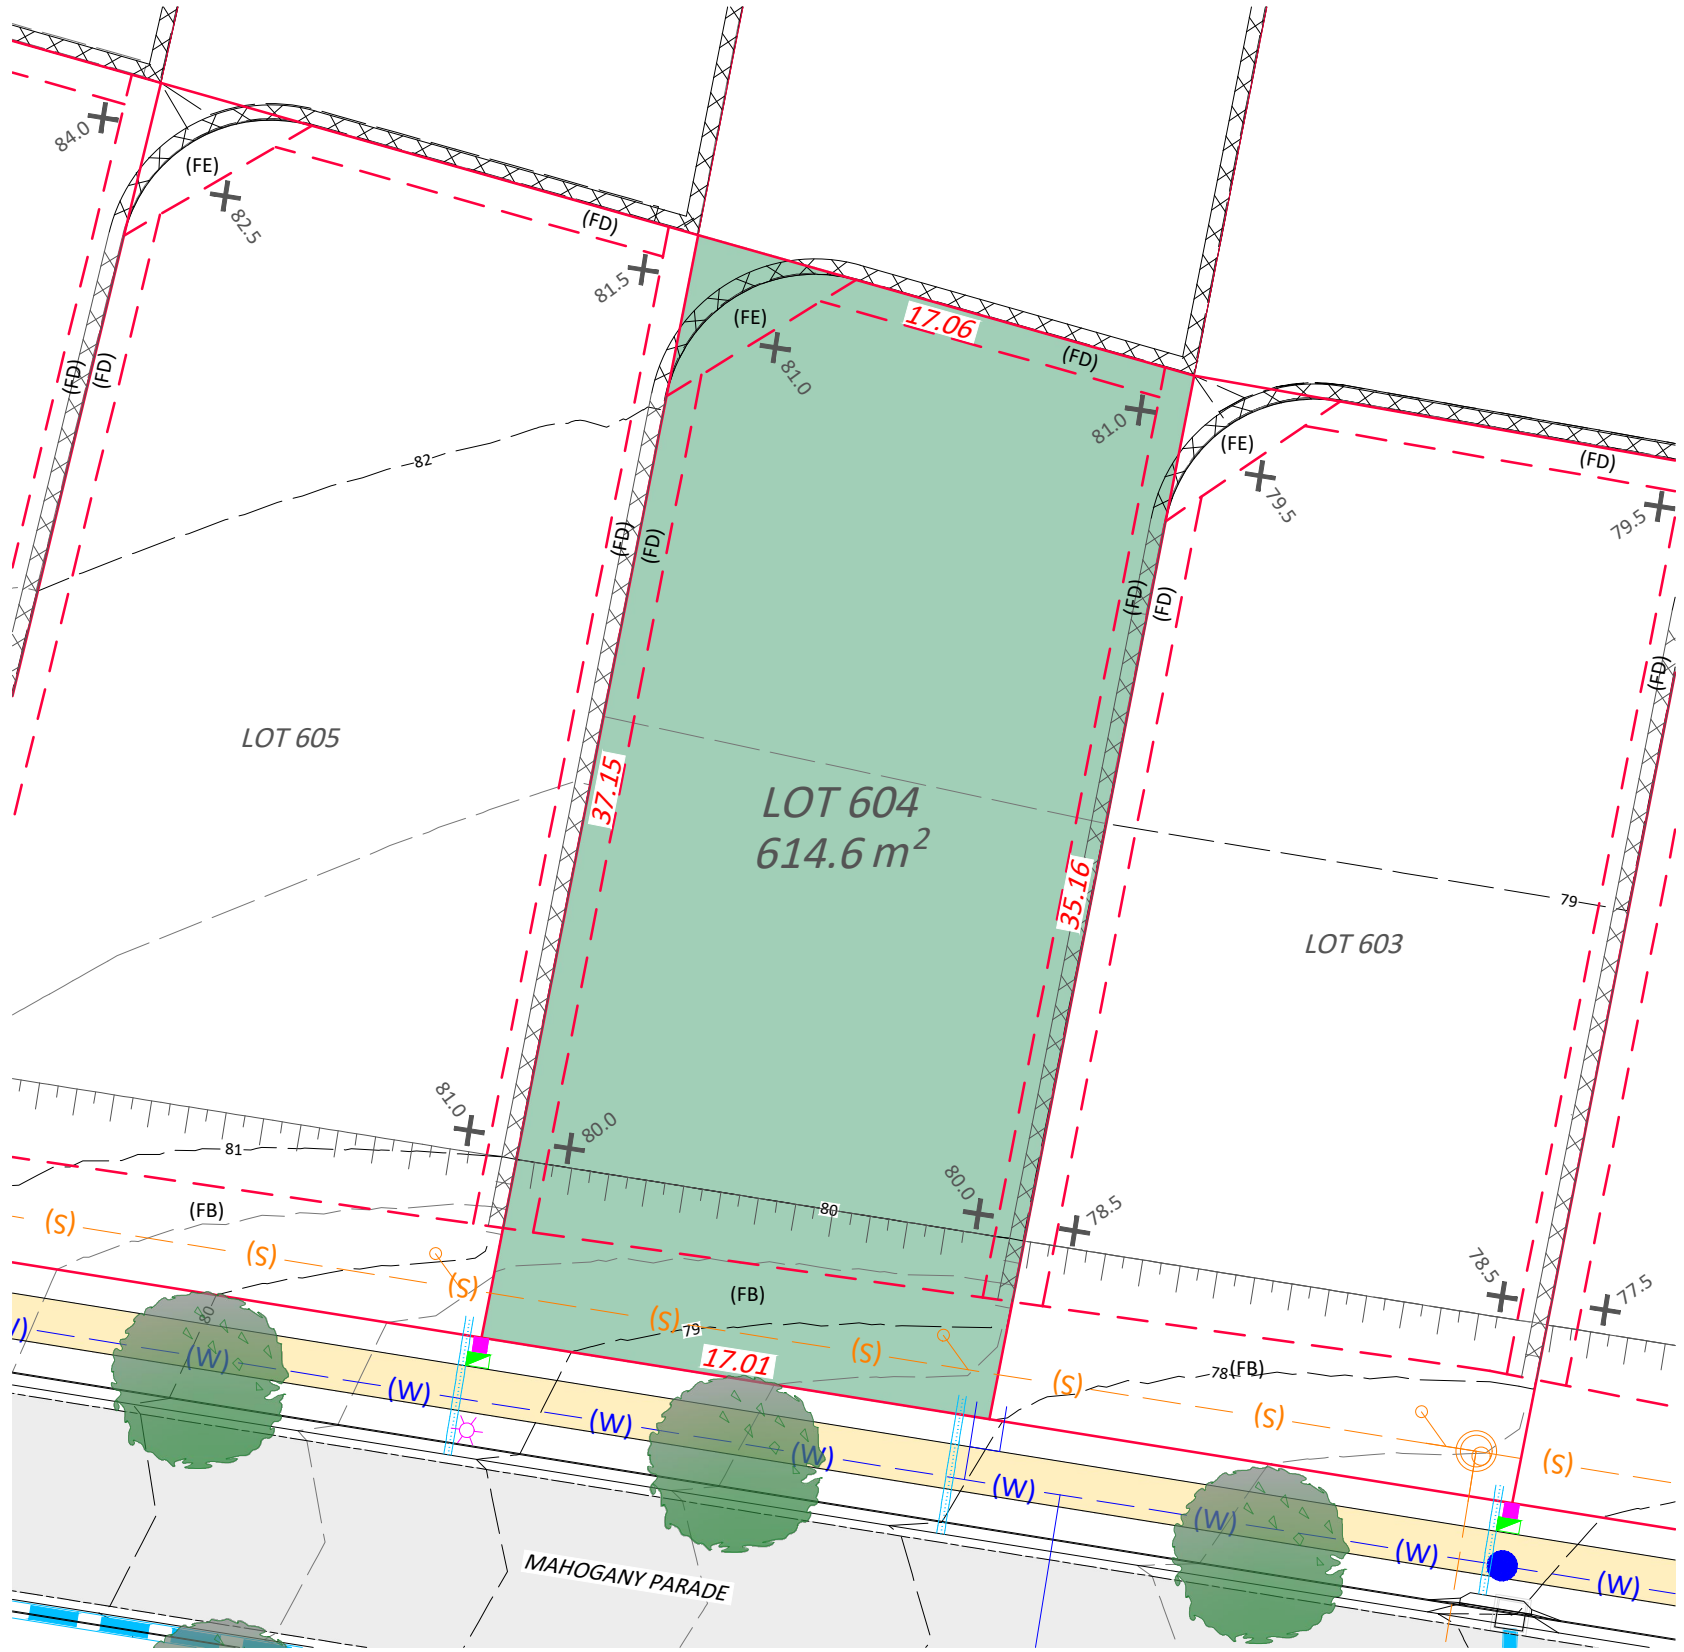 84.0
(FE)
82.5
(FD)
81.5
(FE)
17.06
(FD)
81.0
81.0
(FE)
(FD)
79.5
79.5
(FD)
(FD)
82
(FD)
(FD)
(FD)
(FD)
(FD)
LOT 605
37.15
LOT 604
614.6 m²
35.16
79
LOT 603
81.0
80.0
81
80.0
78.5
(FB)
80
(S)
(S)
(S)
78.5
77.5
(FB)
80
(S)
79
(S)
17.01
(S)
78
(FB)
(S)
(S)
(W)
(W)
(W)
(W)
(W)
(W)
(W)
(W)
MAHOGANY PARADE